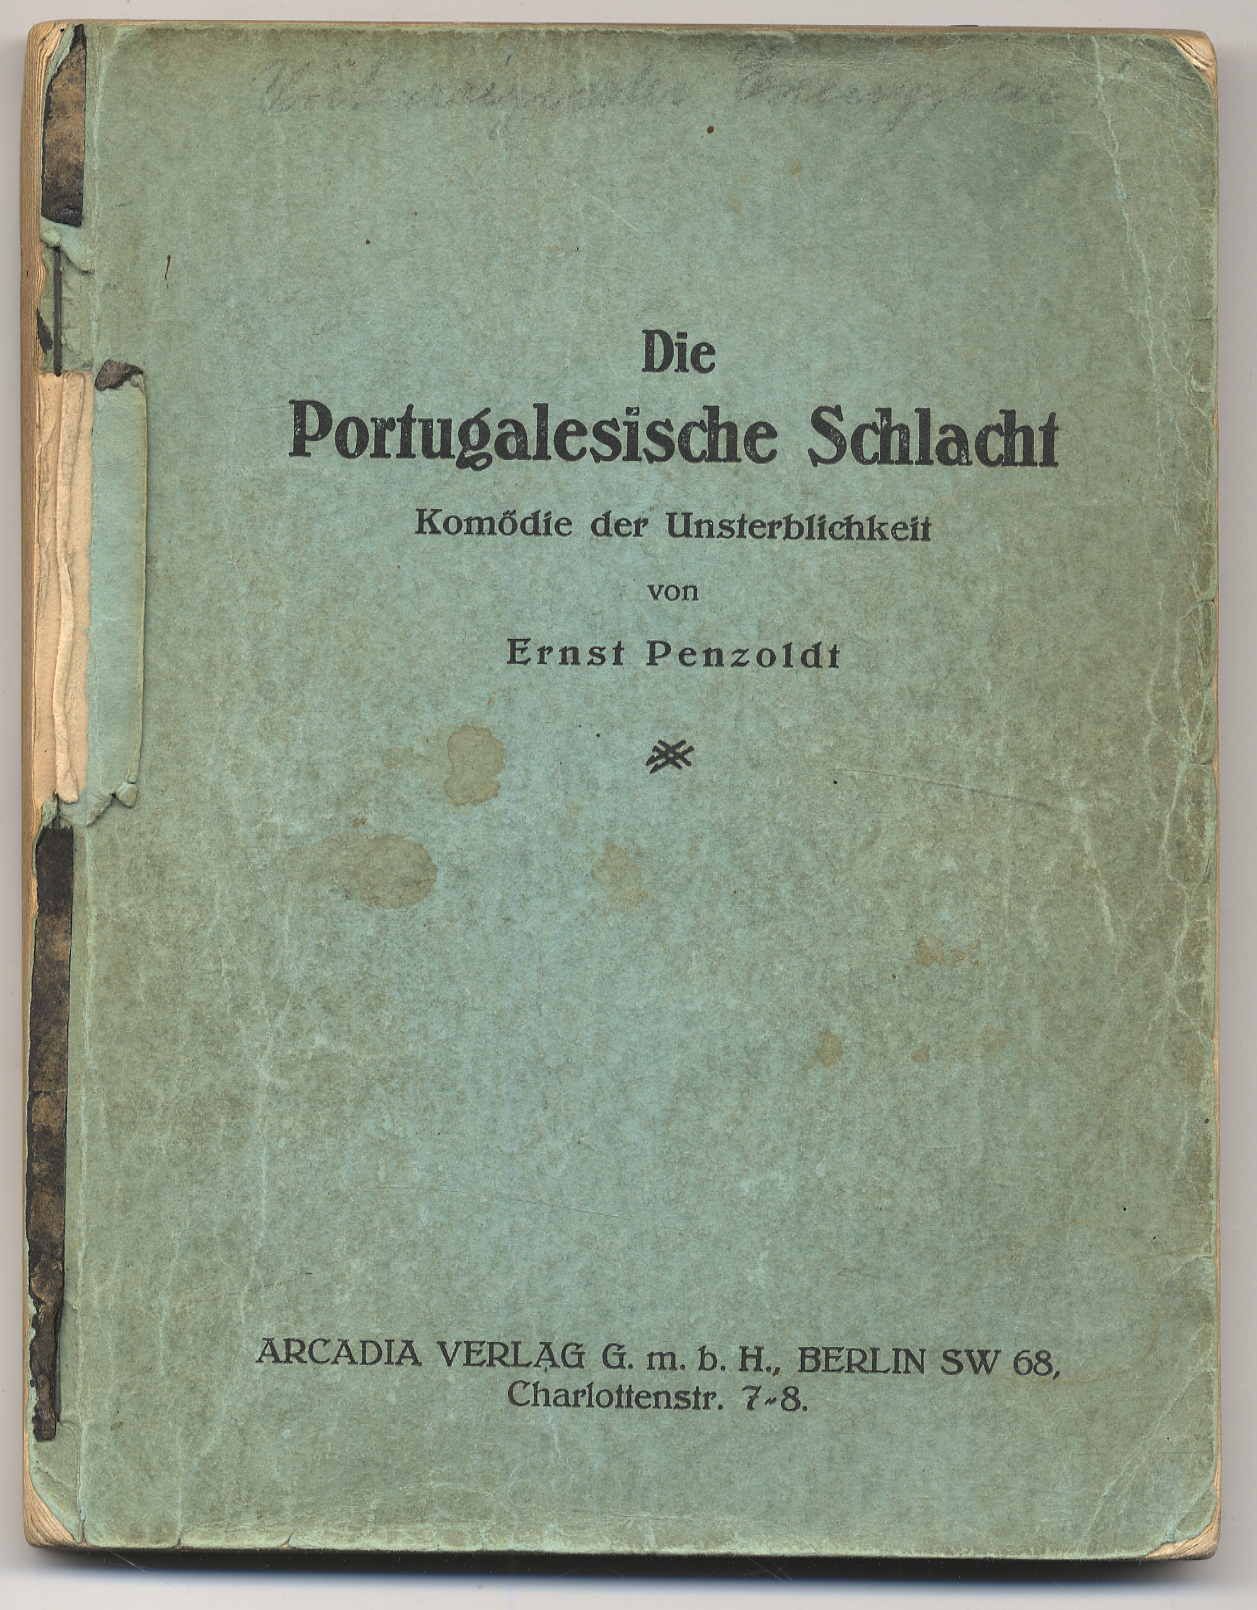 Die
Portugalesische Schlacht
Komödie der Unsterblichkeit
von
Ernst Penzoldt
ARCADIA VERLAG G. m. b. H., BERLIN SW 68,
Charlottenstr. 7-8.